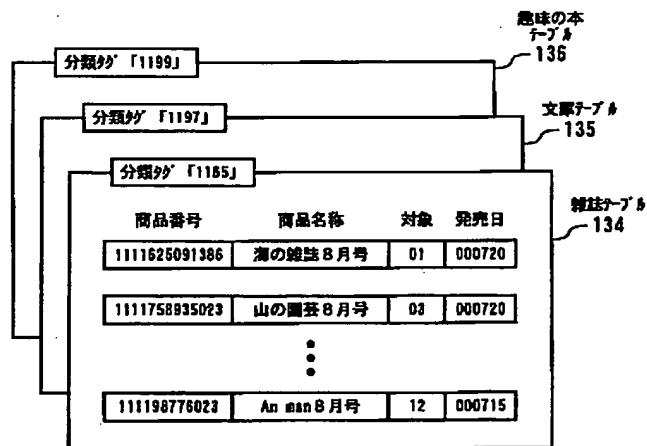 趣味の本
テーブル
136
分類タグ「1199」
文庫テーブル
135
分類タグ「1197」
分類タグ「1165」
雑誌テーブル
134
商品番号 商品名称 対象 発売日
1111625091386 海の雑誌8月号 01 000720
1111758935023 山の園芸8月号 03 000720
111198776023 An man 8月号 12 000715